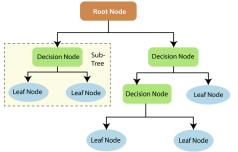 Root Node
Decision Node
Sub-
Tree
Decision Node
Leaf Node
Leaf Node
Decision Node
Leaf Node
Leaf Node
Leaf Node